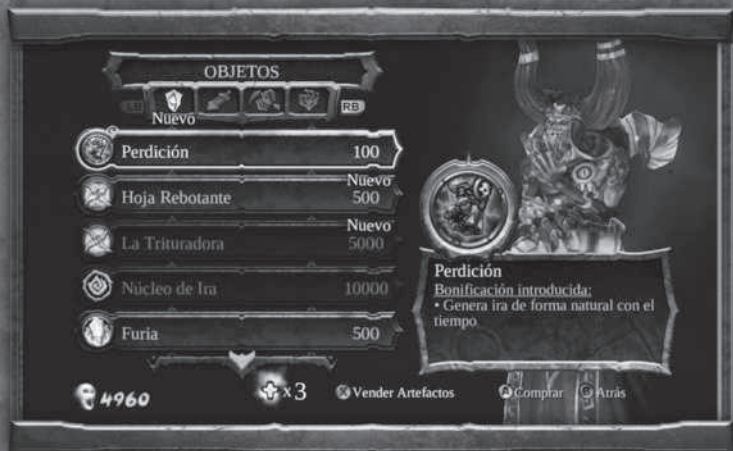 OBJETOS
LB
RB
Nuevo
Perdición 100
Nuevo
Hoja Rebotante 500
Nuevo
La Trituradora 5000
Núcleo de Ira 10000
Furia 500
Perdición
Bonificación introducida:
• Genera ira de forma natural con el
tiempo
4960
x3
X Vender Artefactos
A Comprar
Atrás